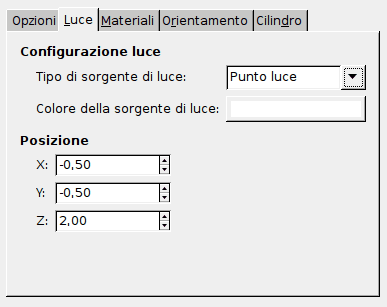 Opzioni Luce Materiali Orientamento Cilindro
Configurazione luce
Tipo di sorgente di luce: Punto luce
Colore della sorgente di luce:
Posizione
X: -0,50
Y: -0,50
Z: 2,00